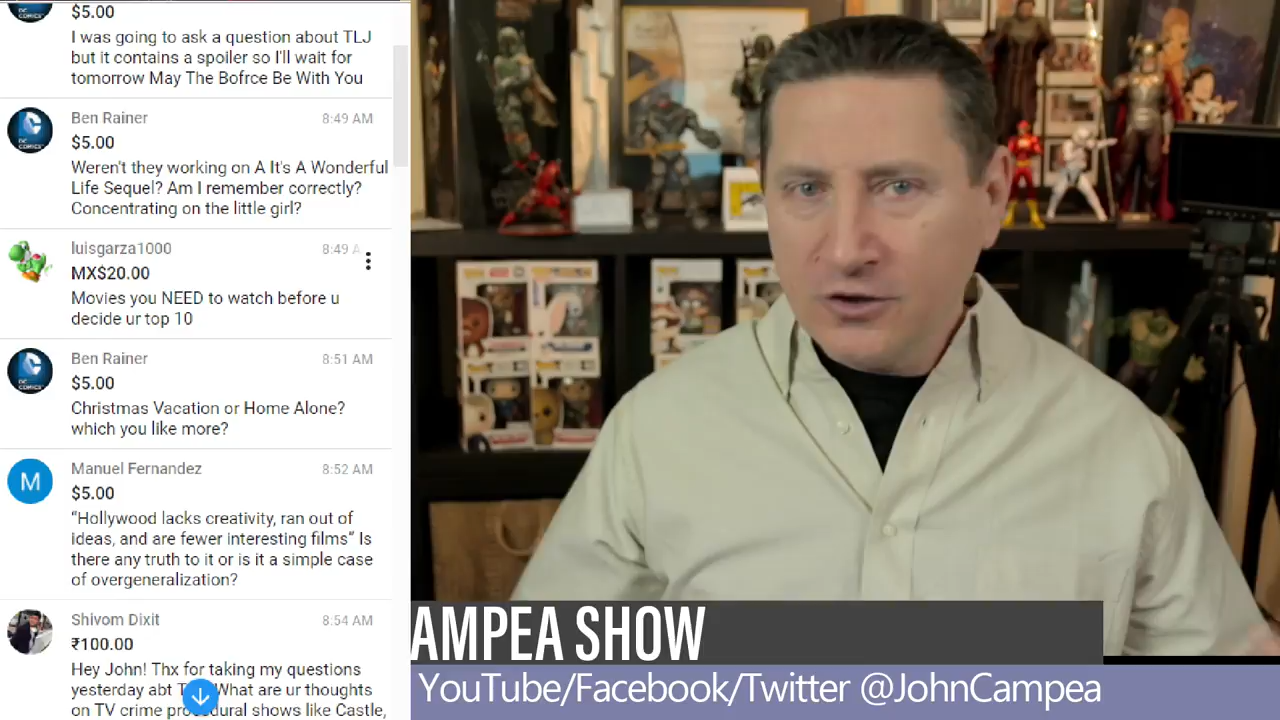 $5.00
I was going to ask a question about TLJ
but it contains a spoiler so I'll wait for
tomorrow May The Bofrce Be With You
Ben Rainer 8:49 AM
$5.00
Weren't they working on A It's A Wonderful
Life Sequel? Am I remember correctly?
Concentrating on the little girl?
luisgarza1000 8:49 A
MX$20.00
Movies you NEED to watch before u
decide ur top 10
Ben Rainer 8:51 AM
$5.00
Christmas Vacation or Home Alone?
which you like more?
Manuel Fernandez 8:52 AM
M
$5.00
“Hollywood lacks creativity, ran out of
ideas, and are fewer interesting films” Is
there any truth to it or is it a simple case
of overgeneralization?
Shivom Dixit 8:54 AM
₹100.00
Hey John! Thx for taking my questions
yesterday abt What are ur thoughts
on TV crime procedural shows like Castle,
AMPEA SHOW
YouTube/Facebook/Twitter @JohnCampea